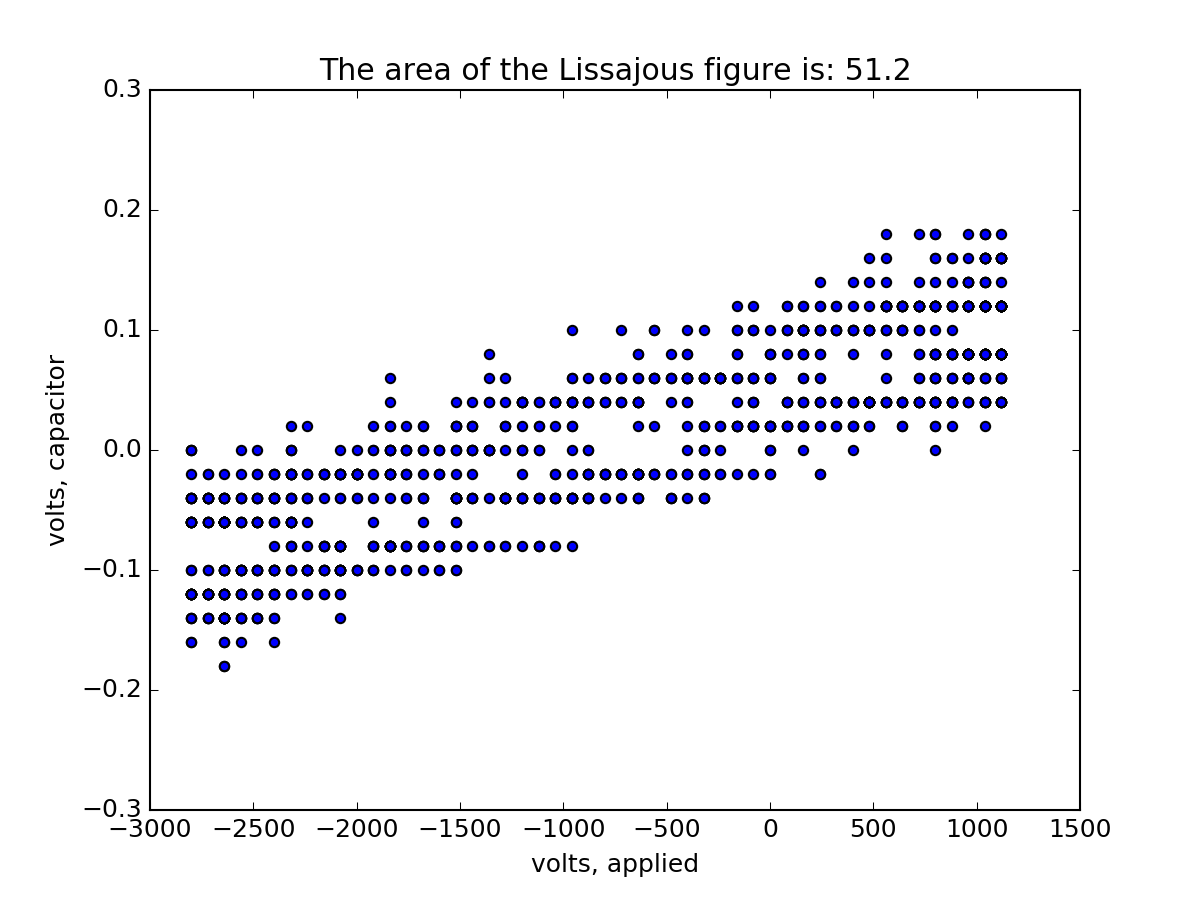 The area of the Lissajous figure is: 51.2
0.3
0.2
0.1
0.0
−0.1
−0.2
−0.3
volts, capacitor
−3000 −2500 −2000 −1500 −1000 −500 0 500 1000 1500
volts, applied